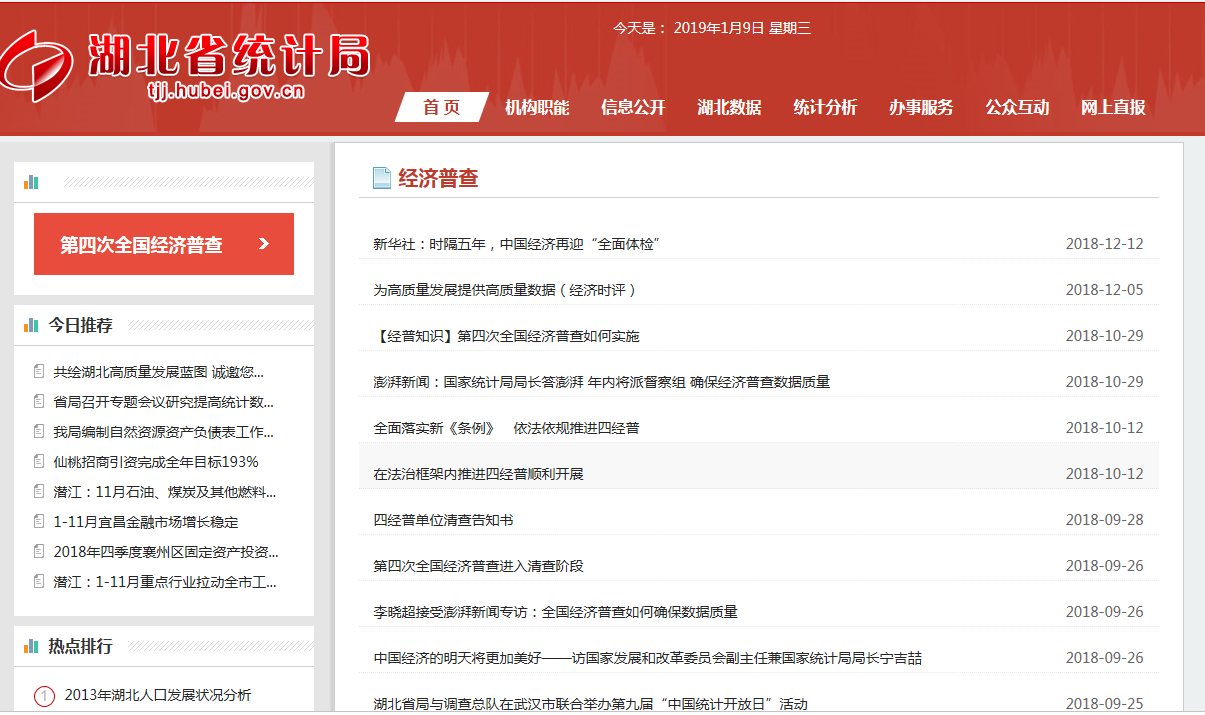 今天是： 2019年1月9日 星期三
湖北省统计局
tjj.hubei.gov.cn
首 页 机构职能 信息公开 湖北数据 统计分析 办事服务 公众互动 网上直报
第四次全国经济普查
今日推荐
共绘湖北高质量发展蓝图 诚邀您...
省局召开专题会议研究提高统计数...
我局编制自然资源资产负债表工作...
仙桃招商引资完成全年目标193%
潜江：11月石油、煤炭及其他燃料...
1-11月宜昌金融市场增长稳定
2018年四季度襄州区固定资产投资...
潜江：1-11月重点行业拉动全市工...
热点排行
1 2013年湖北人口发展状况分析
经济普查
新华社：时隔五年，中国经济再迎“全面体检” 2018-12-12
为高质量发展提供高质量数据（经济时评） 2018-12-05
【经普知识】第四次全国经济普查如何实施 2018-10-29
澎湃新闻：国家统计局局长答澎湃 年内将派督察组 确保经济普查数据质量 2018-10-29
全面落实新《条例》 依法依规推进四经普 2018-10-12
在法治框架内推进四经普顺利开展 2018-10-12
四经普单位清查告知书 2018-09-28
第四次全国经济普查进入清查阶段 2018-09-26
李晓超接受澎湃新闻专访：全国经济普查如何确保数据质量 2018-09-26
中国经济的明天将更加美好——访国家发展和改革委员会副主任兼国家统计局局长宁吉喆 2018-09-26
湖北省局与调查总队在武汉市联合举办第九届“中国统计开放日”活动 2018-09-25